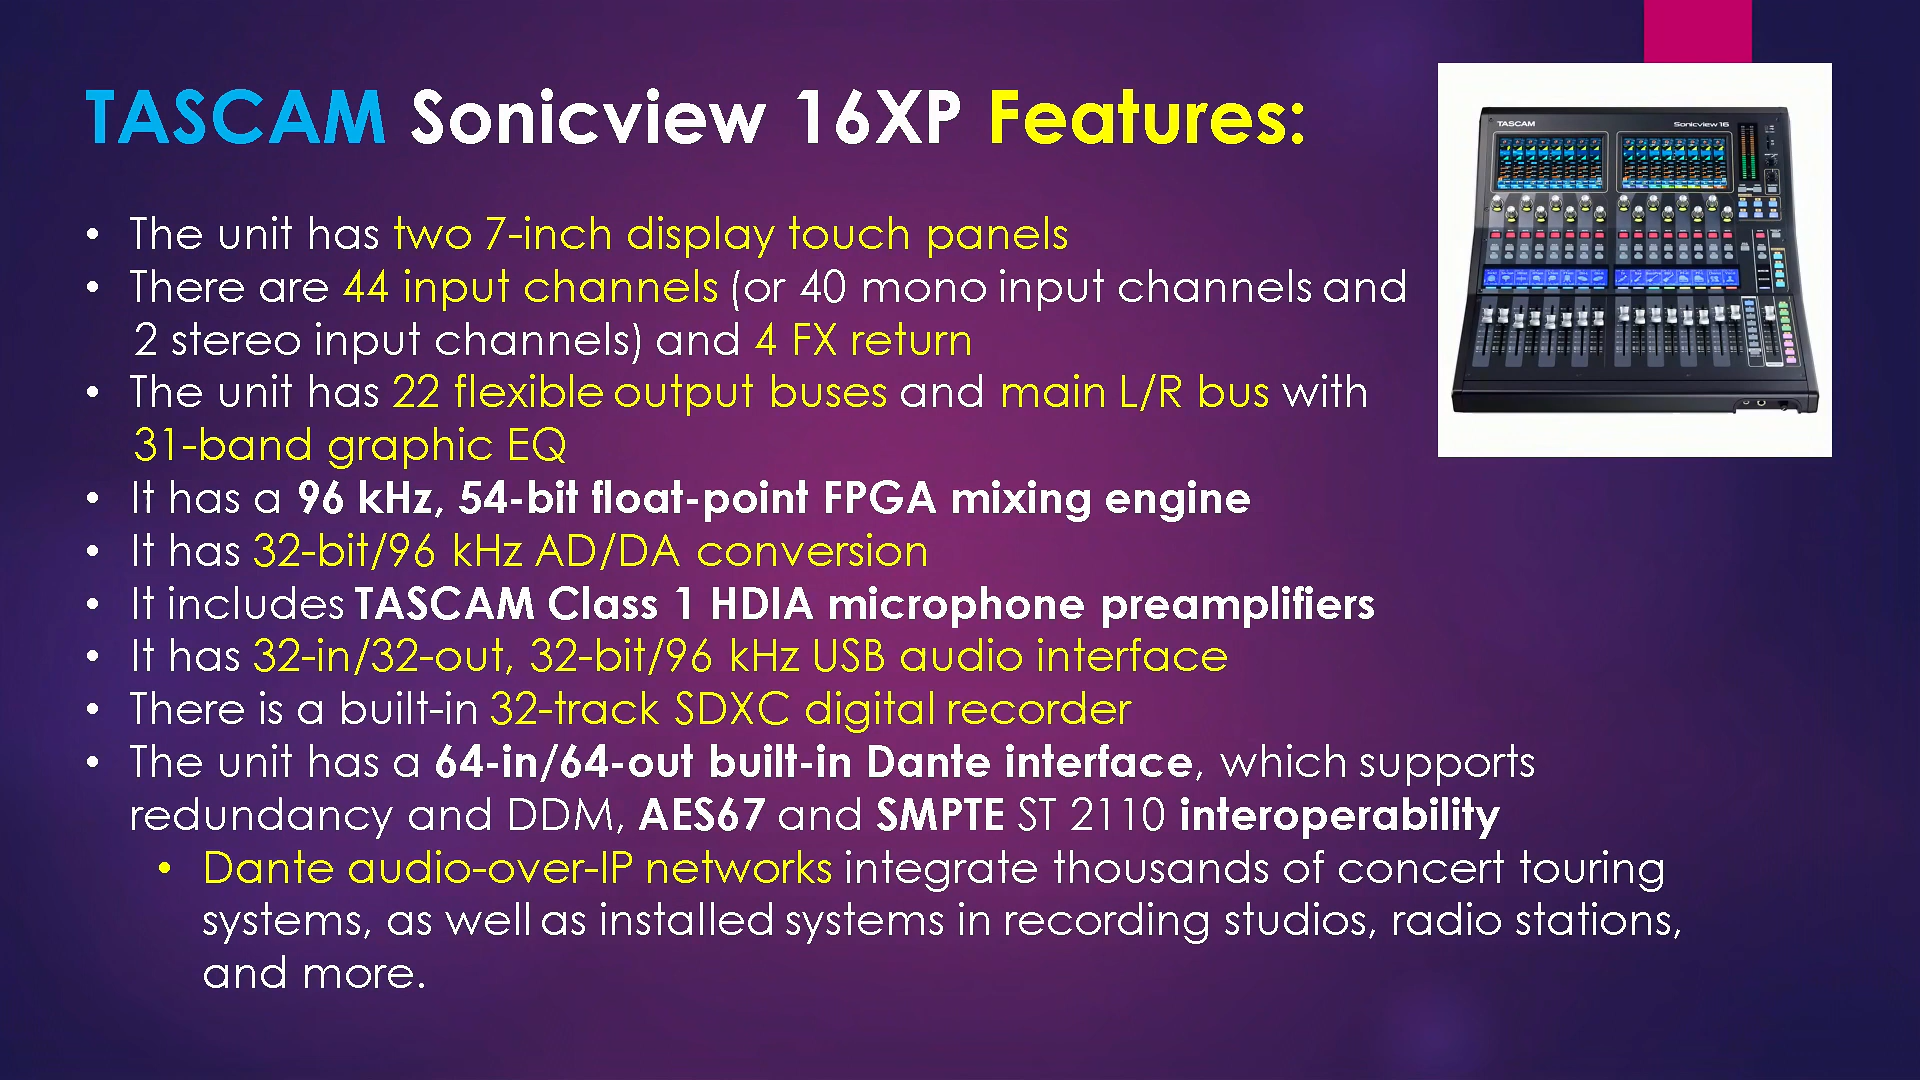 TASCAM Sonicview 16XP Features:
TASCAM
Sonicview 16
• The unit has two 7-inch display touch panels
• There are 44 input channels (or 40 mono input channels and
2 stereo input channels) and 4 FX return
• The unit has 22 flexible output buses and main L/R bus with
31-band graphic EQ
• It has a 96 kHz, 54-bit float-point FPGA mixing engine
• It has 32-bit/96 kHz AD/DA conversion
• It includes TASCAM Class 1 HDIA microphone preamplifiers
• It has 32-in/32-out, 32-bit/96 kHz USB audio interface
• There is a built-in 32-track SDXC digital recorder
• The unit has a 64-in/64-out built-in Dante interface, which supports
redundancy and DDM, AES67 and SMPTE ST 2110 interoperability
• Dante audio-over-IP networks integrate thousands of concert touring
systems, as well as installed systems in recording studios, radio stations,
and more.